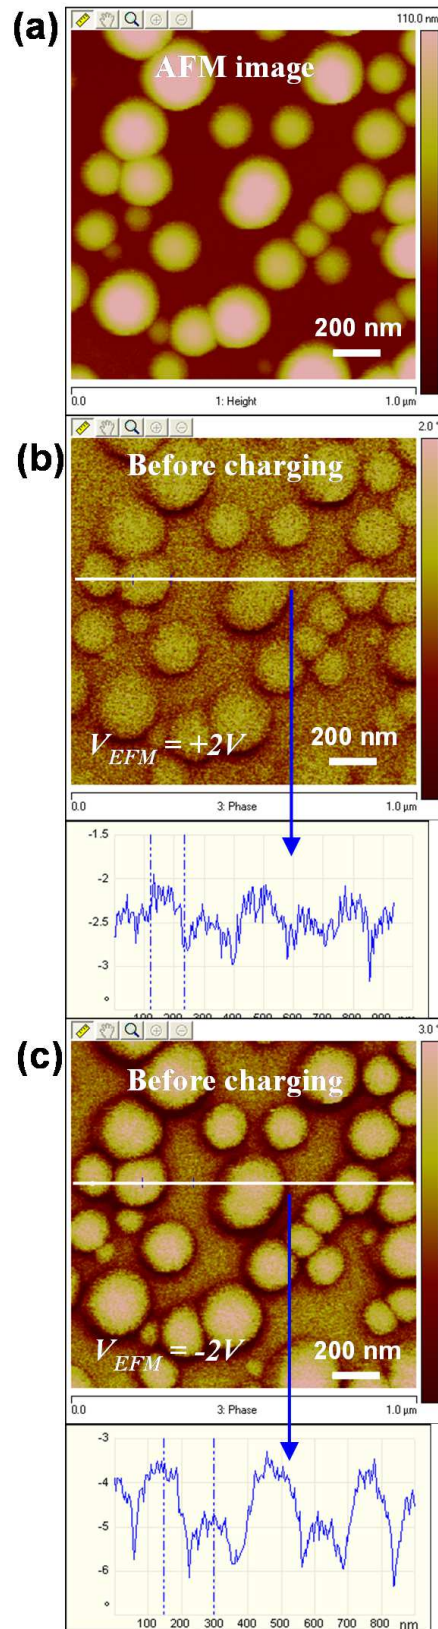 (a)
110.0 nm
AFM image
200 nm
0.0 1: Height 1.0 µm
(b)
2.0 °
Before charging
V_EFM = +2V
200 nm
0.0 3: Phase 1.0 µm
-1.5
-2
-2.5
-3
°
(c)
3.0 °
Before charging
V_EFM = -2V
200 nm
0.0 3: Phase 1.0 µm
-3
-4
-5
-6
°
100 200 300 400 500 600 700 800 nm